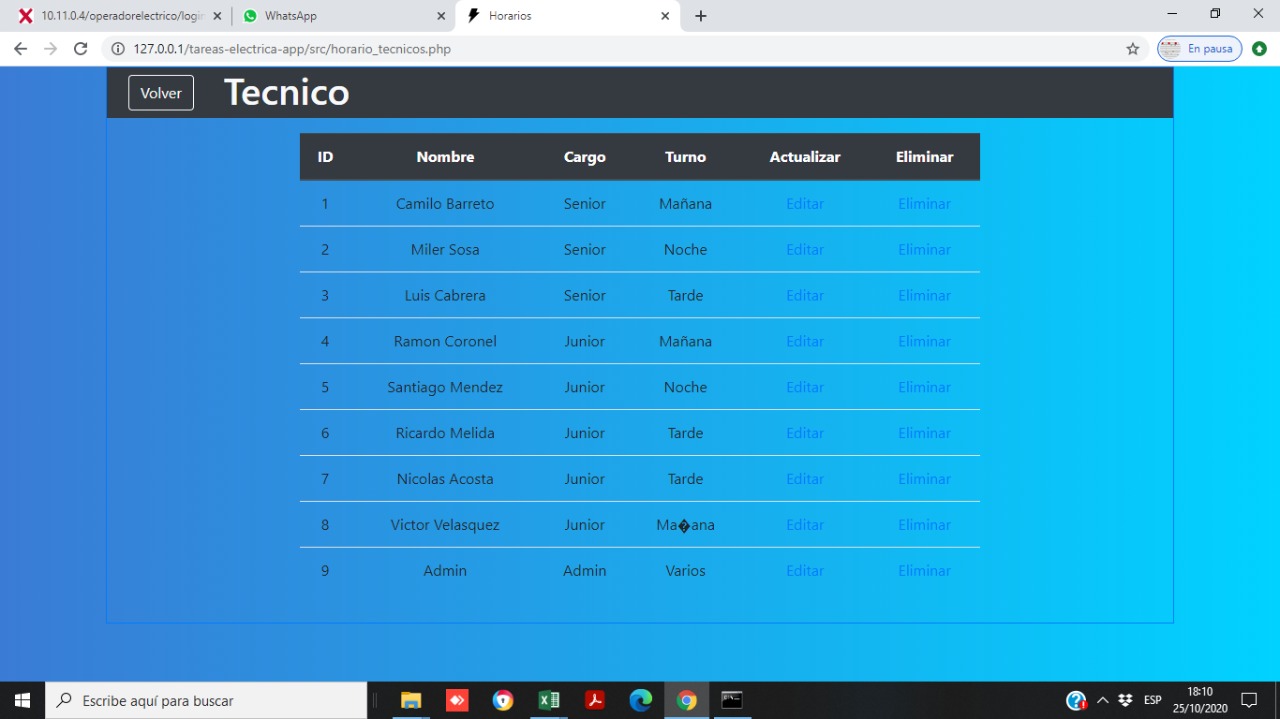 10.11.0.4/operadorelectrico/login
WhatsApp
Horarios
127.0.0.1/tareas-electrica-app/src/horario_tecnicos.php
En pausa
Volver Tecnico
ID Nombre Cargo Turno Actualizar Eliminar
1 Camilo Barreto Senior Mañana Editar Eliminar
2 Miler Sosa Senior Noche Editar Eliminar
3 Luis Cabrera Senior Tarde Editar Eliminar
4 Ramon Coronel Junior Mañana Editar Eliminar
5 Santiago Mendez Junior Noche Editar Eliminar
6 Ricardo Melida Junior Tarde Editar Eliminar
7 Nicolas Acosta Junior Tarde Editar Eliminar
8 Victor Velasquez Junior Ma�ana Editar Eliminar
9 Admin Admin Varios Editar Eliminar
Escribe aquí para buscar
ESP
18:10
25/10/2020